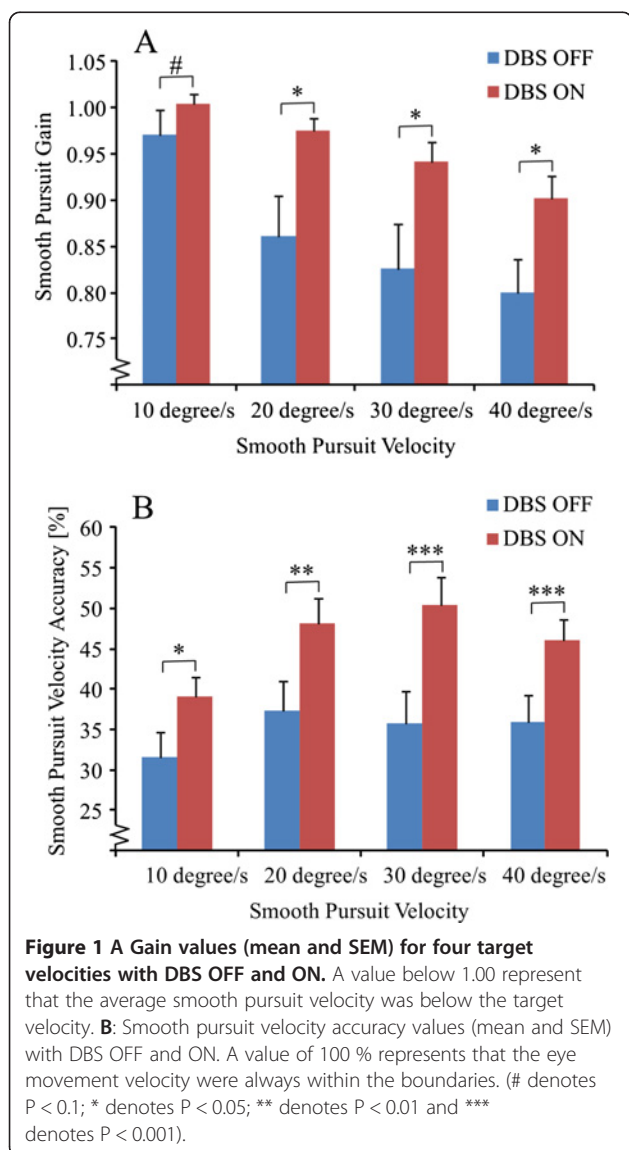 A
DBS OFF
DBS ON
1.05
1.00
0.95
0.90
0.85
0.80
0.75
Smooth Pursuit Gain
#
*
*
*
10 degree/s 20 degree/s 30 degree/s 40 degree/s
Smooth Pursuit Velocity
B
DBS OFF
DBS ON
60
55
50
45
40
35
30
25
Smooth Pursuit Velocity Accuracy [%]
*
**
***
***
10 degree/s 20 degree/s 30 degree/s 40 degree/s
Smooth Pursuit Velocity
Figure 1 A Gain values (mean and SEM) for four target
velocities with DBS OFF and ON. A value below 1.00 represent
that the average smooth pursuit velocity was below the target
velocity. B: Smooth pursuit velocity accuracy values (mean and SEM)
with DBS OFF and ON. A value of 100 % represents that the eye
movement velocity were always within the boundaries. (# denotes
P < 0.1; * denotes P < 0.05; ** denotes P < 0.01 and ***
denotes P < 0.001).